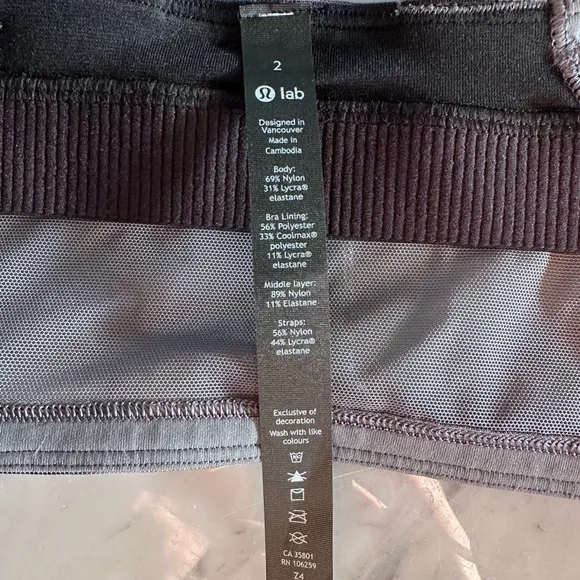 2
lab
Designed in
Vancouver
Made in
Cambodia
Body:
69% Nylon
31% Lycra®
elastane
Bra Lining:
56% Polyester
33% Coolmax®
polyester
11% Lycra®
elastane
Middle layer:
89% Nylon
11% Elastane
Straps:
56% Nylon
44% Lycra®
elastane
Exclusive of
decoration
Wash with like
colours
CA 35801
RN 106259
Z4